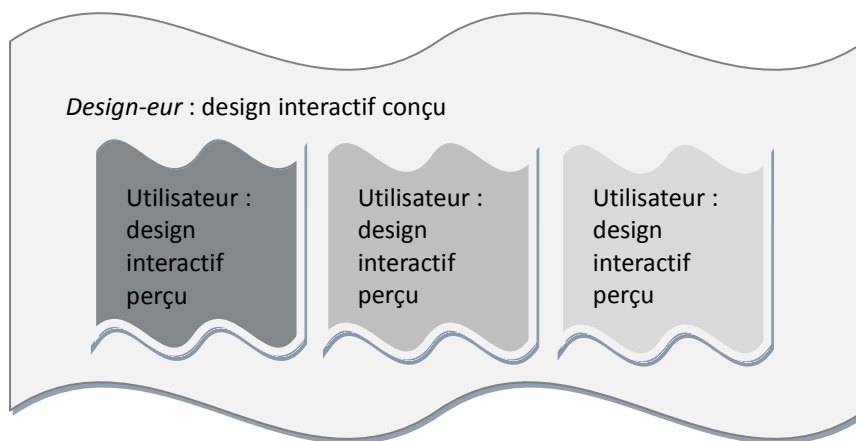 Design-eur : design interactif conçu
Utilisateur :
design
interactif
perçu
Utilisateur :
design
interactif
perçu
Utilisateur :
design
interactif
perçu